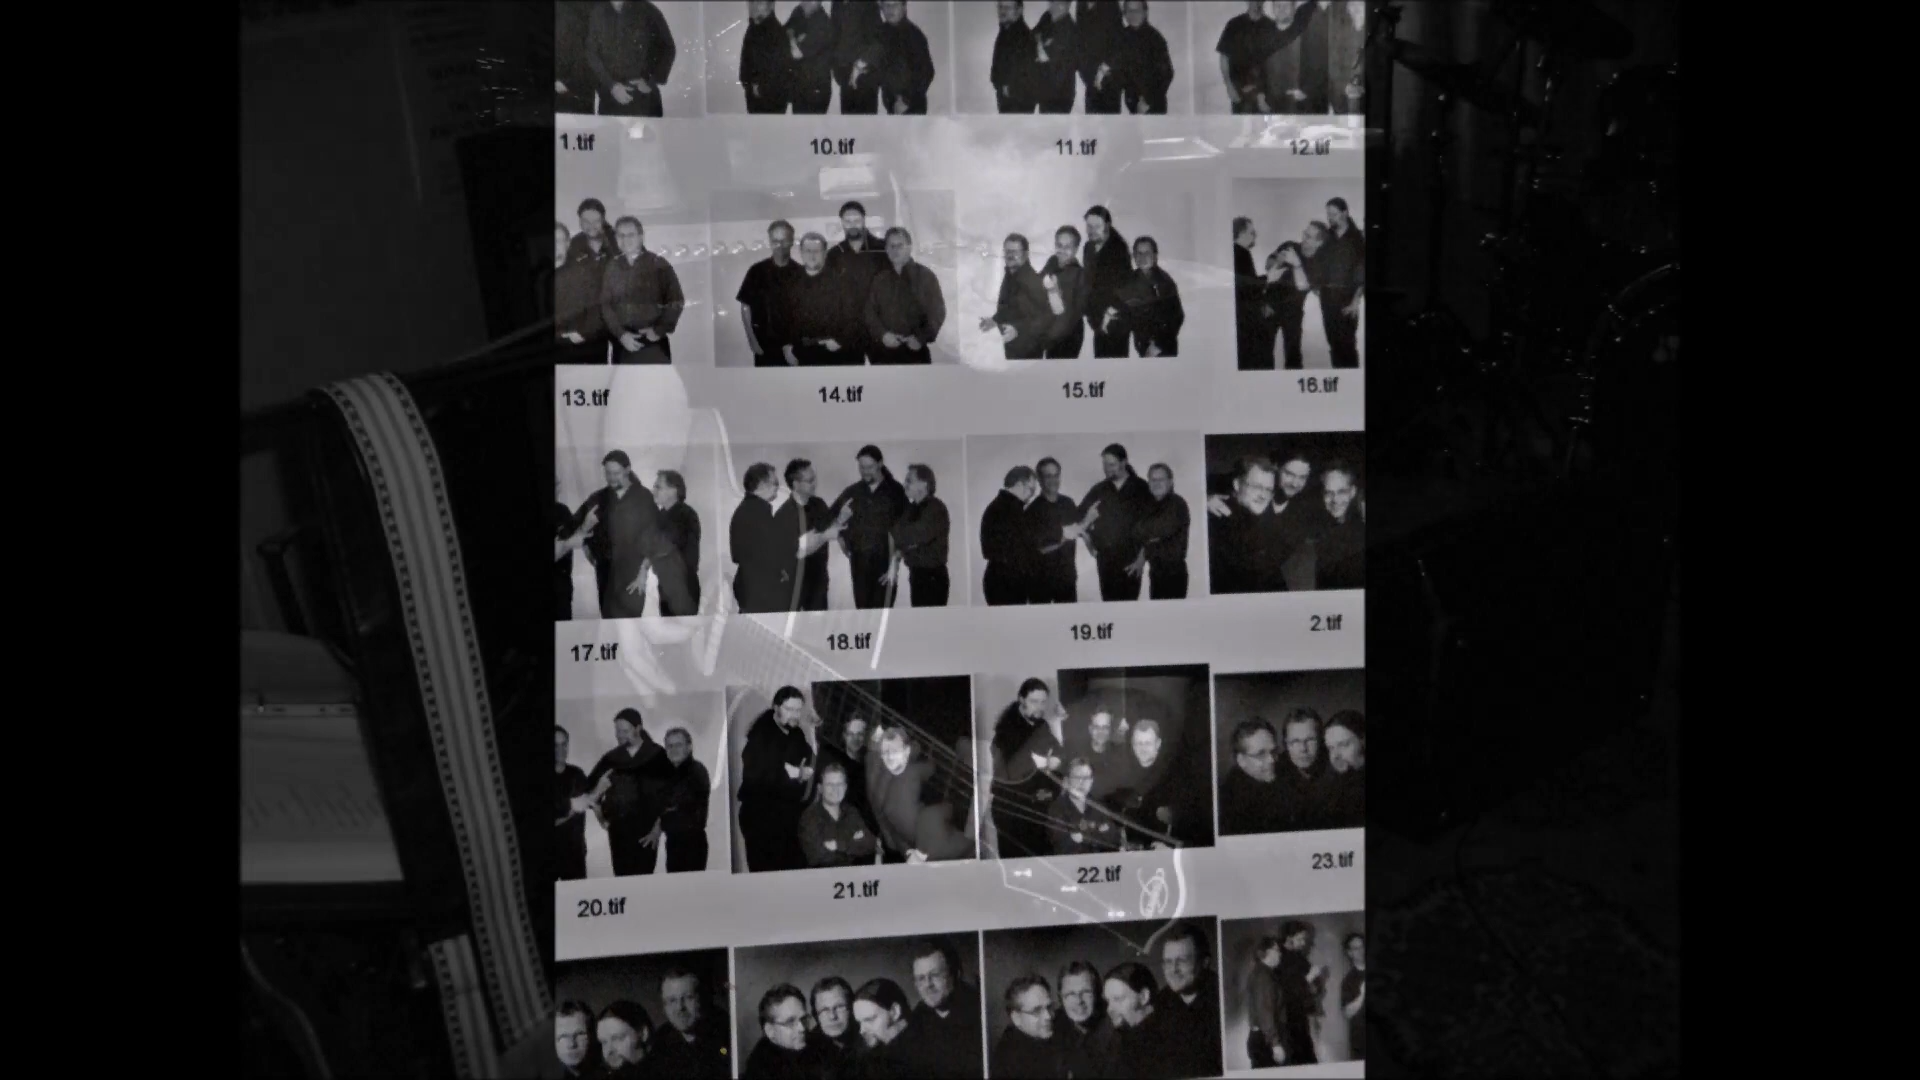 1.tif 10.tif 11.tif 12.tif
13.tif 14.tif 15.tif 16.tif
17.tif 18.tif 19.tif 2.tif
20.tif 21.tif 22.tif 23.tif